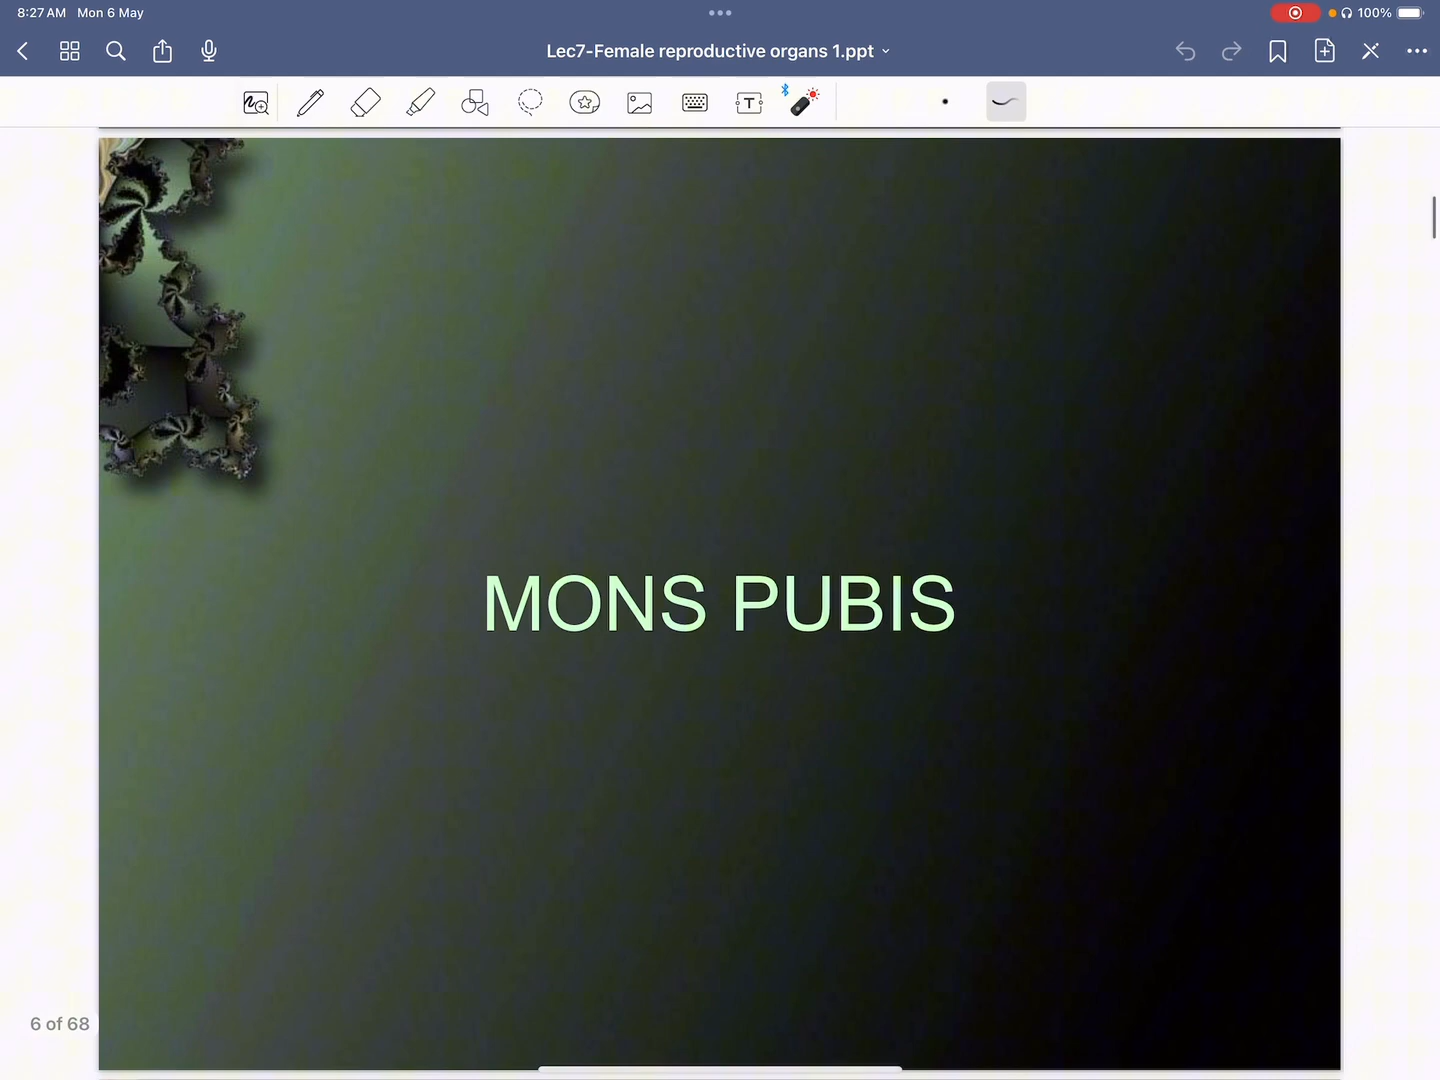 8:27 AM Mon 6 May
100%
Lec7-Female reproductive organs 1.ppt
T
MONS PUBIS
6 of 68